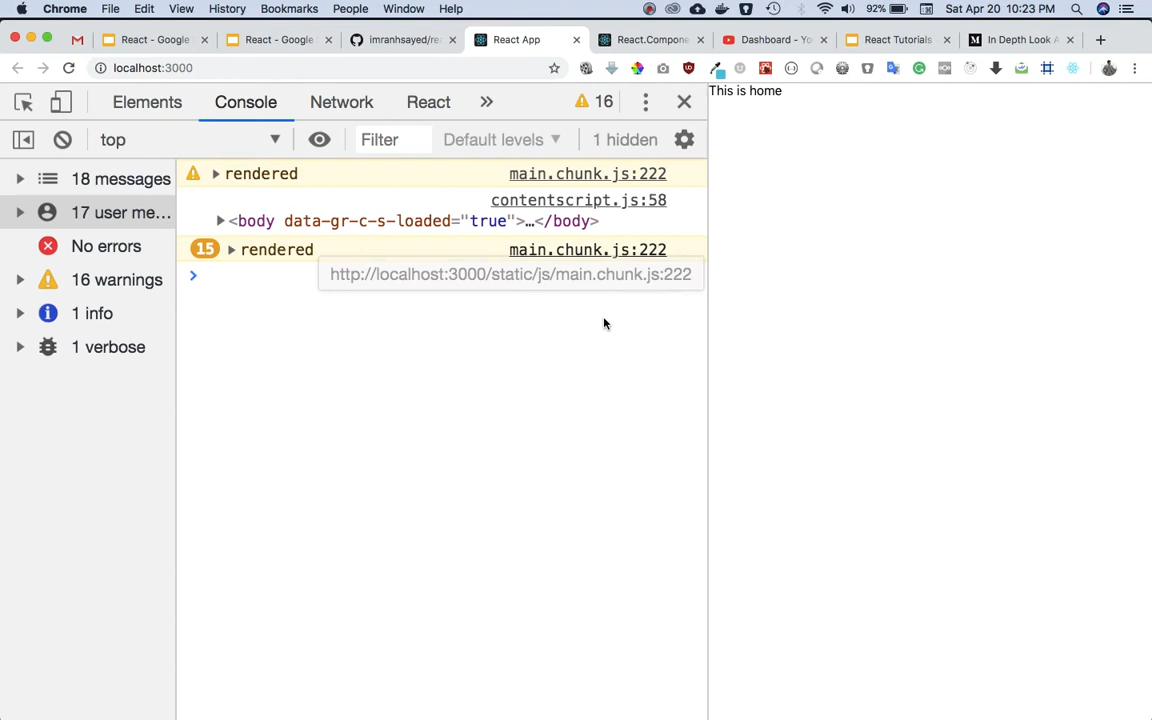 Chrome File Edit View History Bookmarks People Window Help 92% Sat Apr 20 10:23 PM
React - Google React - Google imranhsayed/rea React App React.Compone Dashboard - Yo React Tutorials In Depth Look A
localhost:3000
Elements Console Network React » 16
top Filter Default levels 1 hidden
18 messages
17 user me...
No errors
16 warnings
1 info
1 verbose
rendered main.chunk.js:222
contentscript.js:58
<body data-gr-c-s-loaded="true">…</body>
15 rendered main.chunk.js:222
http://localhost:3000/static/js/main.chunk.js:222
This is home